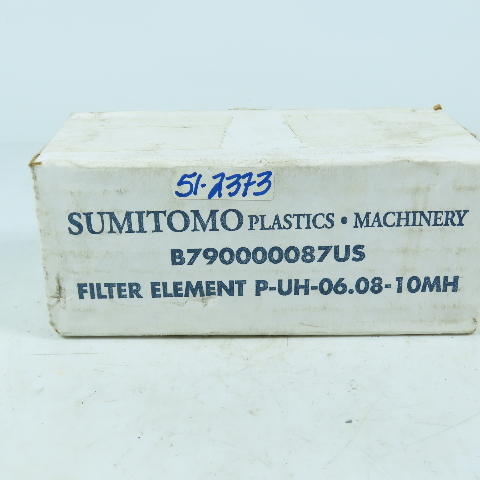 51-2373
SUMITOMO PLASTICS • MACHINERY
B790000087US
FILTER ELEMENT P-UH-06.08-10MH